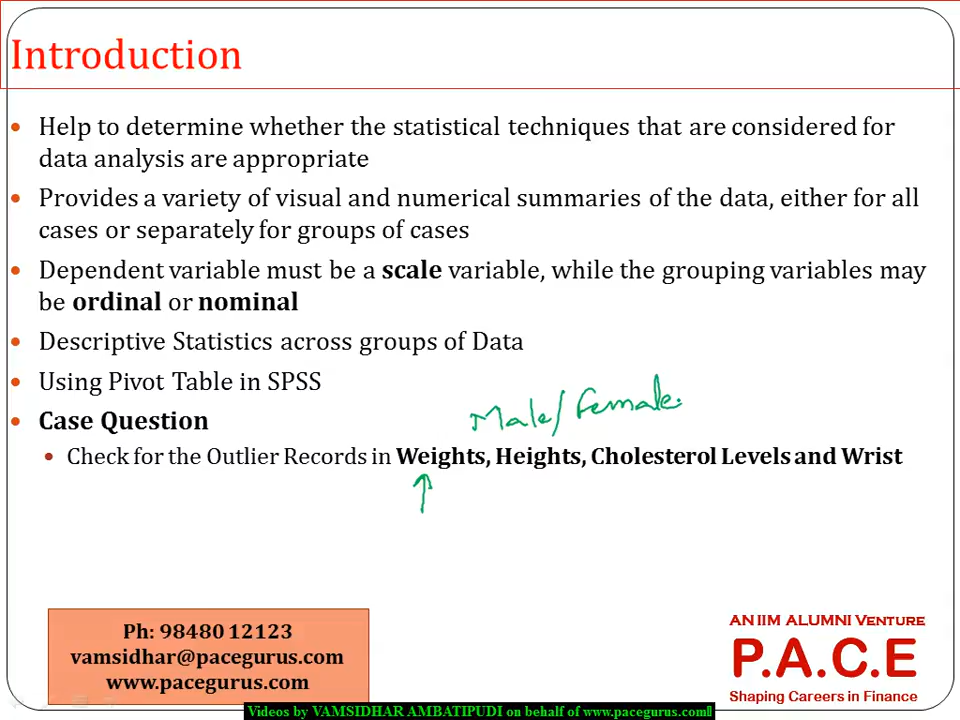 Introduction
Help to determine whether the statistical techniques that are considered for
data analysis are appropriate
Provides a variety of visual and numerical summaries of the data, either for all
cases or separately for groups of cases
Dependent variable must be a scale variable, while the grouping variables may
be ordinal or nominal
Descriptive Statistics across groups of Data
Using Pivot Table in SPSS
Case Question
Male/Female.
Check for the Outlier Records in Weights, Heights, Cholesterol Levels and Wrist
Ph: 98480 12123
vamsidhar@pacegurus.com
www.pacegurus.com
AN IIM ALUMNI VENTURE
P.A.C.E
Shaping Careers in Finance
Videos by VAMSIDHAR AMBATIPUDI on behalf of www.pacegurus.com